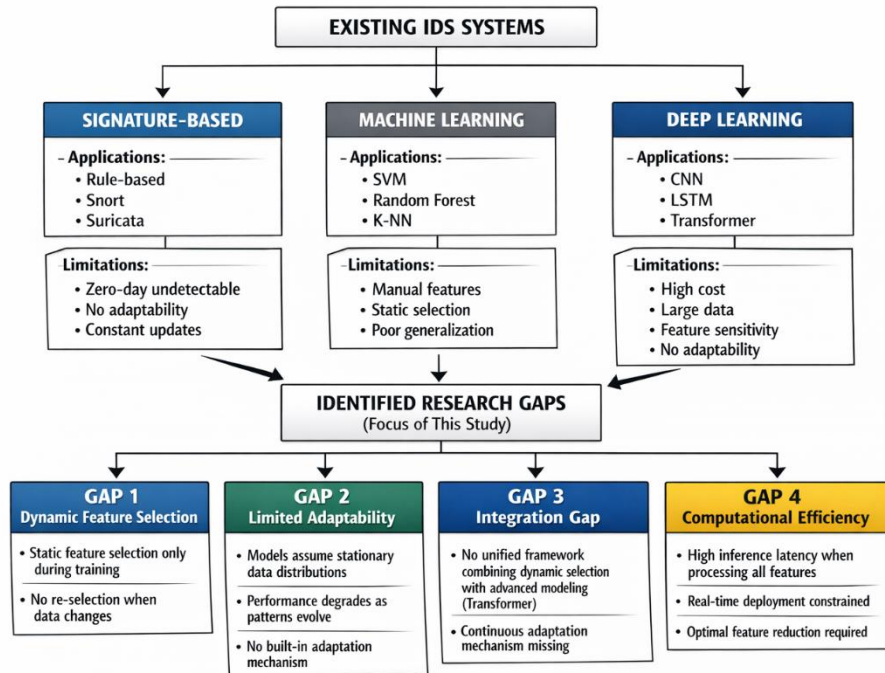 EXISTING IDS SYSTEMS
SIGNATURE-BASED
– Applications:
• Rule-based
• Snort
• Suricata
Limitations:
• Zero-day undetectable
• No adaptability
• Constant updates
MACHINE LEARNING
– Applications:
• SVM
• Random Forest
• K-NN
– Limitations:
• Manual features
• Static selection
• Poor generalization
DEEP LEARNING
Applications:
• CNN
• LSTM
• Transformer
Limitations:
• High cost
• Large data
• Feature sensitivity
• No adaptability
IDENTIFIED RESEARCH GAPS
(Focus of This Study)
GAP 1
Dynamic Feature Selection
• Static feature selection only
during training
• No re-selection when
data changes
GAP 2
Limited Adaptability
• Models assume stationary
data distributions
• Performance degrades as
patterns evolve
• No built-in adaptation
mechanism
GAP 3
Integration Gap
• No unified framework
combining dynamic selection
with advanced modeling
(Transformer)
• Continuous adaptation
mechanism missing
GAP 4
Computational Efficiency
• High inference latency when
processing all features
• Real-time deployment constrained
• Optimal feature reduction required